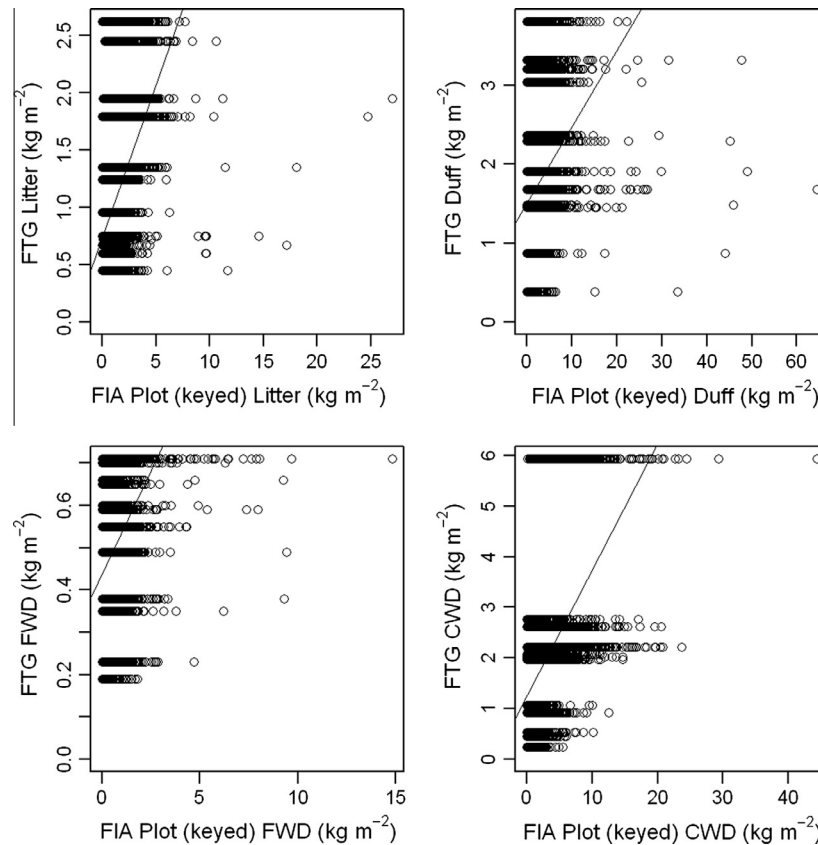 2.5
2.0
1.5
1.0
0.5
0.0
FTG Litter (kg m−2)
0 5 10 15 20 25
FIA Plot (keyed) Litter (kg m−2)
3
2
1
0
FTG Duff (kg m−2)
0 10 20 30 40 50 60
FIA Plot (keyed) Duff (kg m−2)
0.6
0.4
0.2
0.0
FTG FWD (kg m−2)
0 5 10 15
FIA Plot (keyed) FWD (kg m−2)
6
5
4
3
2
1
0
FTG CWD (kg m−2)
0 10 20 30 40
FIA Plot (keyed) CWD (kg m−2)